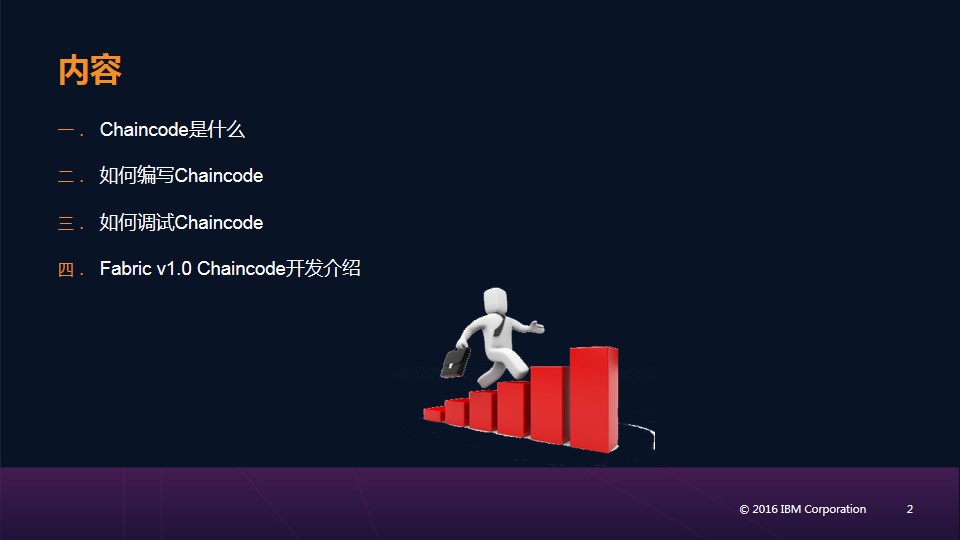 内容
一． Chaincode是什么
二． 如何编写Chaincode
三． 如何调试Chaincode
四． Fabric v1.0 Chaincode开发介绍
© 2016 IBM Corporation 2